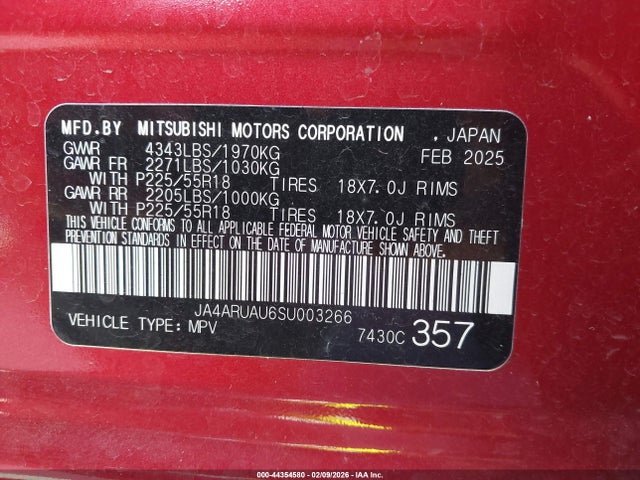 MFD.BY MITSUBISHI MOTORS CORPORATION . JAPAN
GVWR 4343LBS/1970KG FEB 2025
GAWR FR 2271LBS/1030KG
WITH P225/55R18 TIRES 18X7.0J RIMS
GAWR RR 2205LBS/1000KG
WITH P225/55R18 TIRES 18X7.0J RIMS
THIS VEHICLE CONFORMS TO ALL APPLICABLE FEDERAL MOTOR VEHICLE SAFETY AND THEFT
PREVENTION STANDARDS IN EFFECT ON THE DATE OF MANUFACTURE SHOWN ABOVE.
JA4ARUAU6SU003266
VEHICLE TYPE: MPV 7430C 357
000-44354580 - 02/09/2026 - IAA Inc.